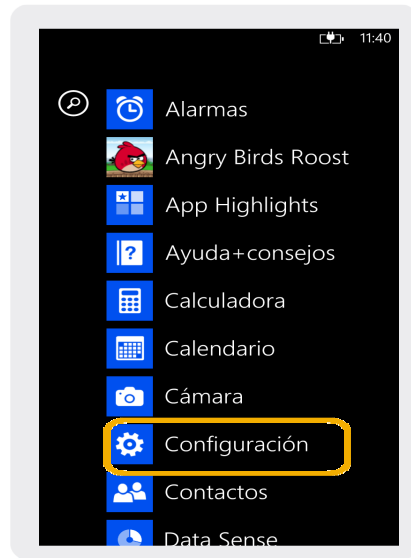 11:40
Alarmas
Angry Birds Roost
App Highlights
Ayuda+consejos
Calculadora
Calendario
Cámara
Configuración
Contactos
Data Sense